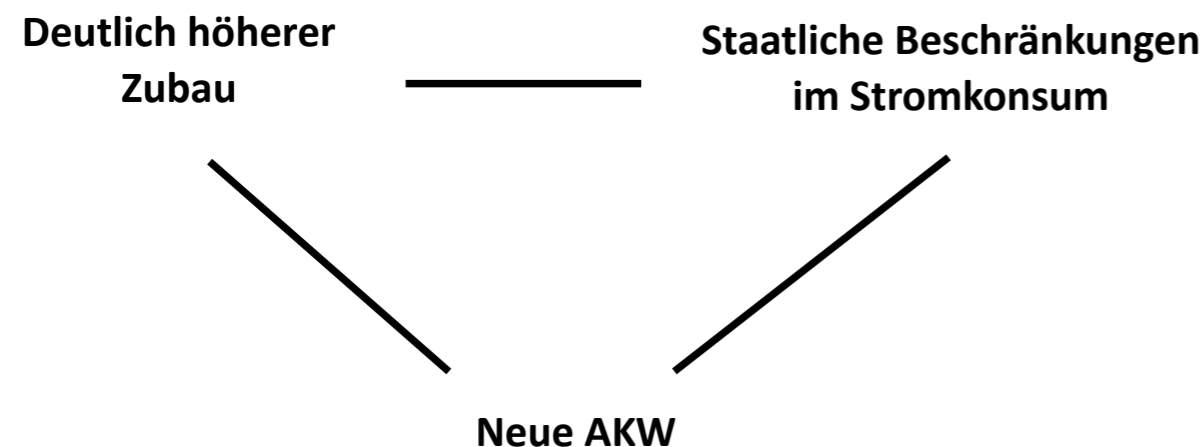 Deutlich höherer
Zubau
Staatliche Beschränkungen
im Stromkonsum
Neue AKW